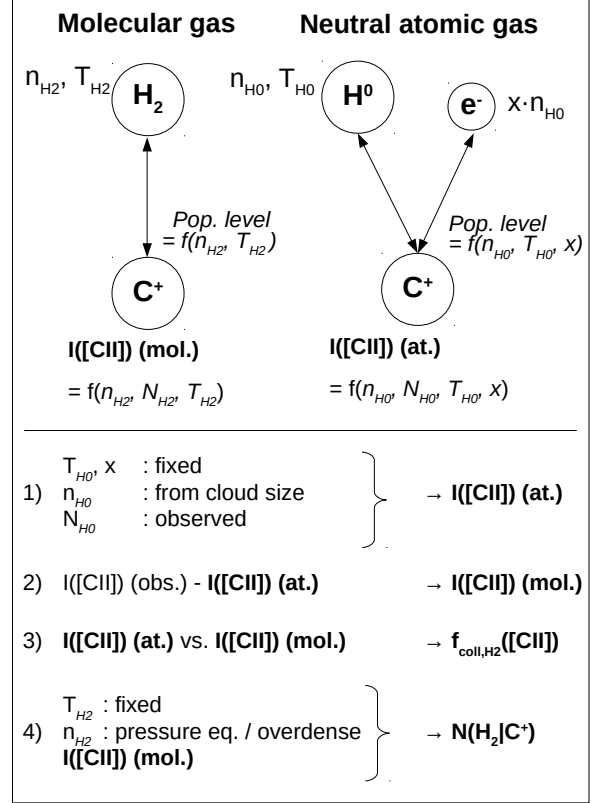 Molecular gas Neutral atomic gas
n_H2, T_H2 H_2 n_H0, T_H0 H^0 e^- x·n_H0
Pop. level
= f(n_H2, T_H2)
Pop. level
= f(n_H0, T_H0, x)
C^+ C^+
I([CII]) (mol.) I([CII]) (at.)
= f(n_H2, N_H2, T_H2) = f(n_H0, N_H0, T_H0, x)
T_H0, x : fixed
1) n_H0 : from cloud size → I([CII]) (at.)
N_H0 : observed
2) I([CII]) (obs.) - I([CII]) (at.) → I([CII]) (mol.)
3) I([CII]) (at.) vs. I([CII]) (mol.) → f_coll,H2([CII])
T_H2 : fixed
4) n_H2 : pressure eq. / overdense → N(H_2|C^+)
I([CII]) (mol.)